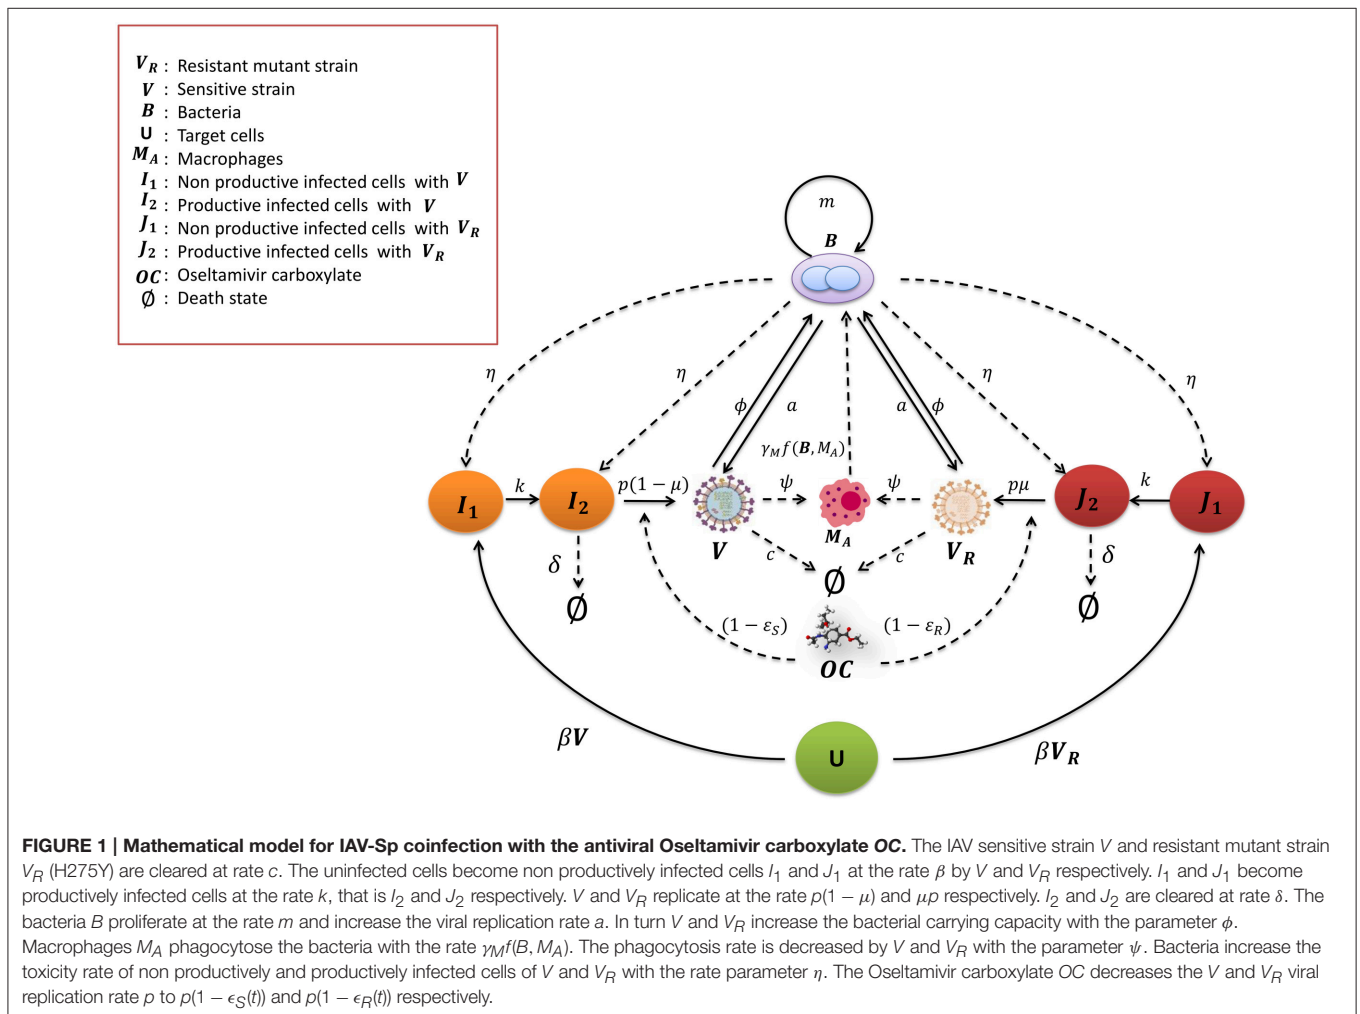 V_R : Resistant mutant strain
V : Sensitive strain
B : Bacteria
U : Target cells
M_A : Macrophages
I_1 : Non productive infected cells with V
I_2 : Productive infected cells with V
J_1 : Non productive infected cells with V_R
J_2 : Productive infected cells with V_R
OC : Oseltamivir carboxylate
∅ : Death state
m
B
η η η η
ϕ a a ϕ
γ_M f(B, M_A)
I_1 k I_2 p(1 − μ) ψ ψ pμ J_2 k J_1
V M_A V_R
δ c c δ
∅ ∅ ∅
(1 − ε_S) (1 − ε_R)
OC
βV U βV_R
FIGURE 1 | Mathematical model for IAV-Sp coinfection with the antiviral Oseltamivir carboxylate OC. The IAV sensitive strain V and resistant mutant strain
V_R (H275Y) are cleared at rate c. The uninfected cells become non productively infected cells I_1 and J_1 at the rate β by V and V_R respectively. I_1 and J_1 become
productively infected cells at the rate k, that is I_2 and J_2 respectively. V and V_R replicate at the rate p(1 − μ) and μp respectively. I_2 and J_2 are cleared at rate δ. The
bacteria B proliferate at the rate m and increase the viral replication rate a. In turn V and V_R increase the bacterial carrying capacity with the parameter ϕ.
Macrophages M_A phagocytose the bacteria with the rate γ_M f(B, M_A). The phagocytosis rate is decreased by V and V_R with the parameter ψ. Bacteria increase the
toxicity rate of non productively and productively infected cells of V and V_R with the rate parameter η. The Oseltamivir carboxylate OC decreases the V and V_R viral
replication rate p to p(1 − ϵ_S(t)) and p(1 − ϵ_R(t)) respectively.